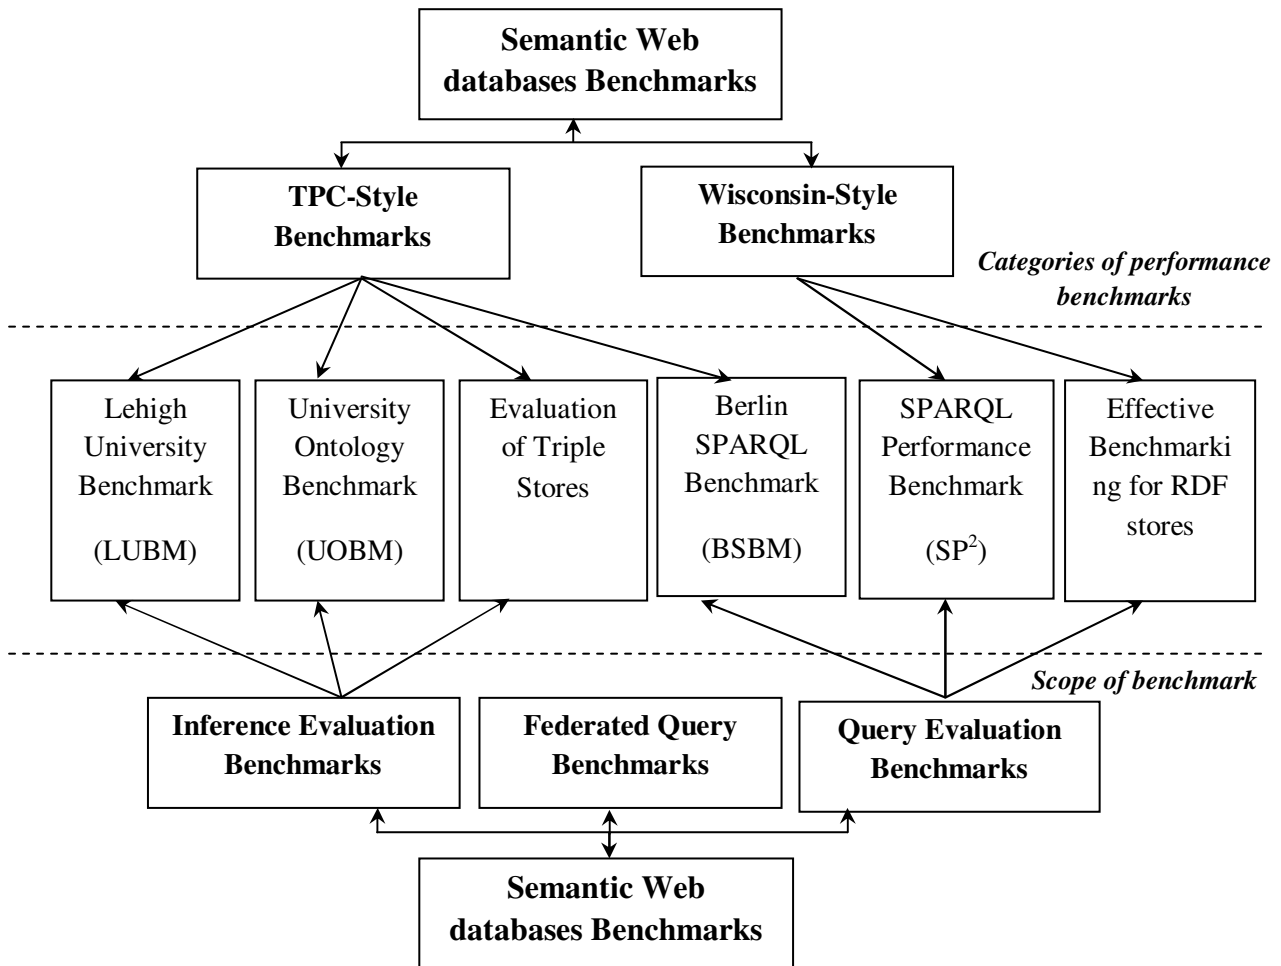 Semantic Web
databases Benchmarks
TPC-Style
Benchmarks
Wisconsin-Style
Benchmarks
Categories of performance
benchmarks
Lehigh
University
Benchmark
(LUBM)
University
Ontology
Benchmark
(UOBM)
Evaluation
of Triple
Stores
Berlin
SPARQL
Benchmark
(BSBM)
SPARQL
Performance
Benchmark
(SP²)
Effective
Benchmarki
ng for RDF
stores
Scope of benchmark
Inference Evaluation
Benchmarks
Federated Query
Benchmarks
Query Evaluation
Benchmarks
Semantic Web
databases Benchmarks